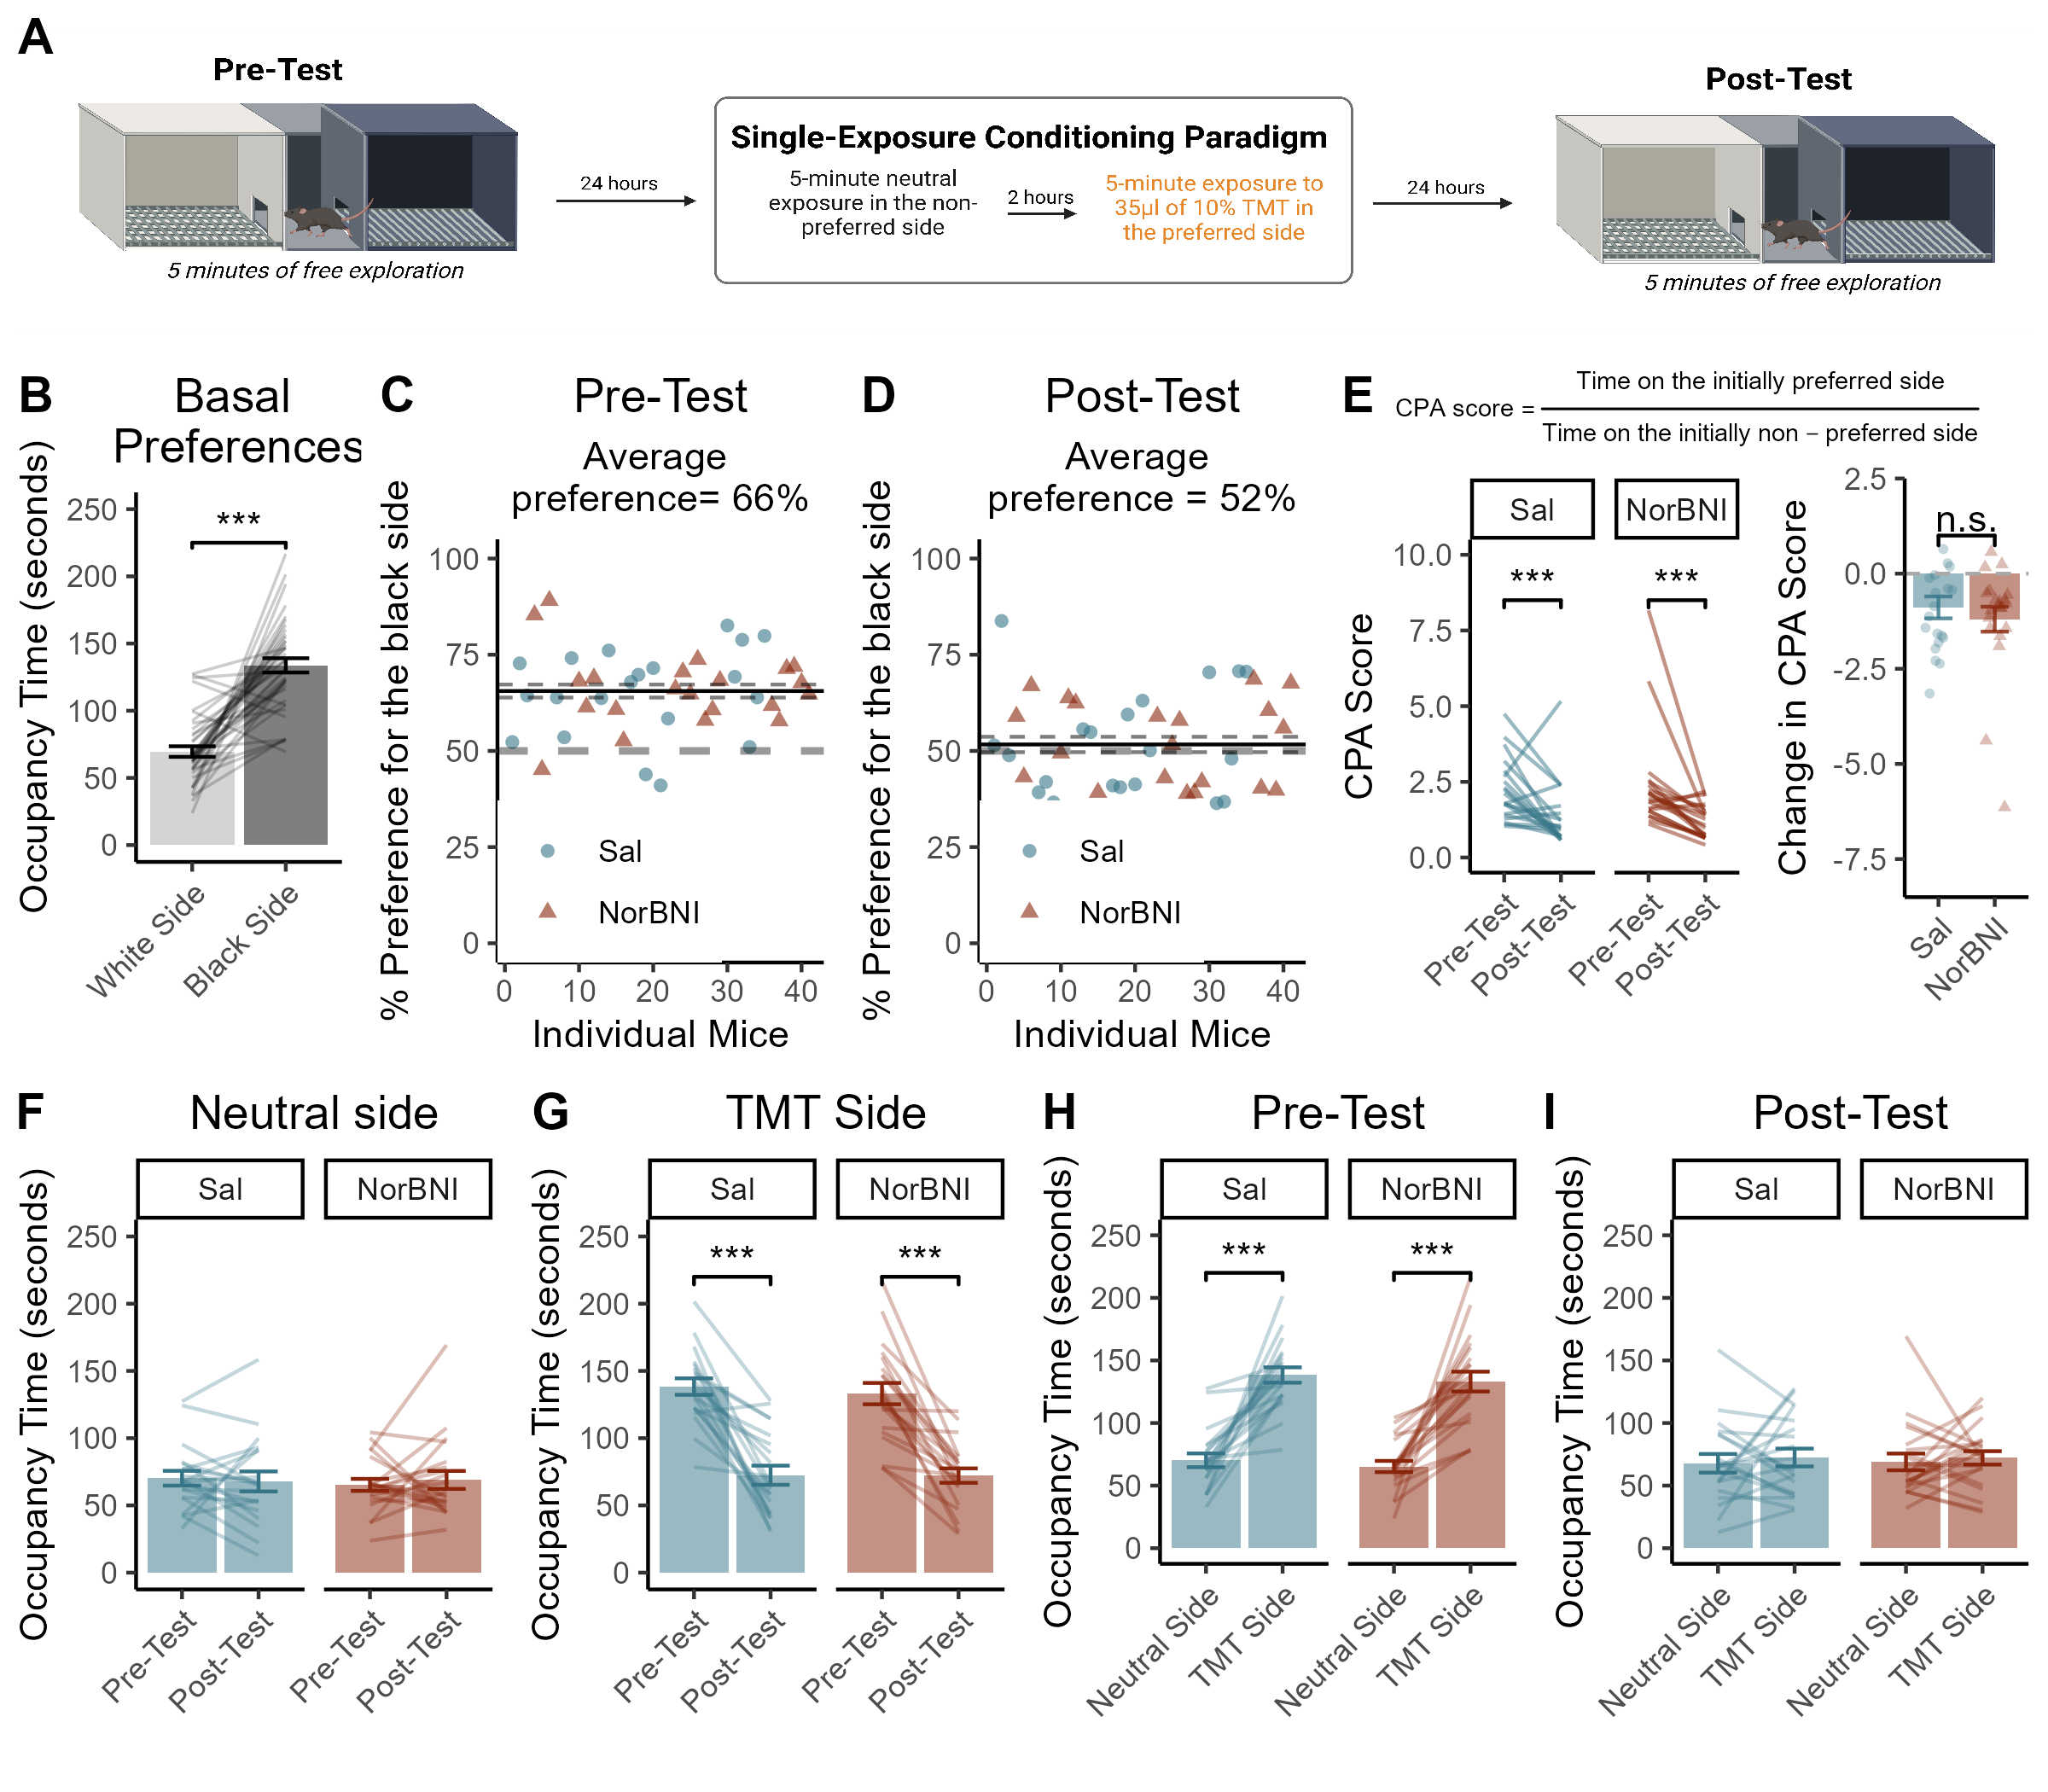 A
Pre-Test
5 minutes of free exploration
24 hours
Single-Exposure Conditioning Paradigm
5-minute neutral
exposure in the non-
preferred side
2 hours
5-minute exposure to
35µl of 10% TMT in
the preferred side
24 hours
Post-Test
5 minutes of free exploration
B
Basal
Preferences
Occupancy Time (seconds)
250
200
150
100
50
0
***
White Side
Black Side
C
Pre-Test
Average
preference= 66%
% Preference for the black side
100
75
50
25
0
Sal
NorBNI
0 10 20 30 40
Individual Mice
D
Post-Test
Average
preference = 52%
% Preference for the black side
100
75
50
25
0
Sal
NorBNI
0 10 20 30 40
Individual Mice
E
CPA score =
Time on the initially preferred side
Time on the initially non − preferred side
CPA Score
10.0
7.5
5.0
2.5
0.0
Sal
NorBNI
***
***
Pre-Test
Post-Test
Pre-Test
Post-Test
Change in CPA Score
2.5
0.0
-2.5
-5.0
-7.5
n.s.
Sal
NorBNI
F
Neutral side
Occupancy Time (seconds)
250
200
150
100
50
0
Sal
NorBNI
Pre-Test
Post-Test
Pre-Test
Post-Test
G
TMT Side
Occupancy Time (seconds)
250
200
150
100
50
0
Sal
NorBNI
***
***
Pre-Test
Post-Test
Pre-Test
Post-Test
H
Pre-Test
Occupancy Time (seconds)
250
200
150
100
50
0
Sal
NorBNI
***
***
Neutral Side
TMT Side
Neutral Side
TMT Side
I
Post-Test
Occupancy Time (seconds)
250
200
150
100
50
0
Sal
NorBNI
Neutral Side
TMT Side
Neutral Side
TMT Side